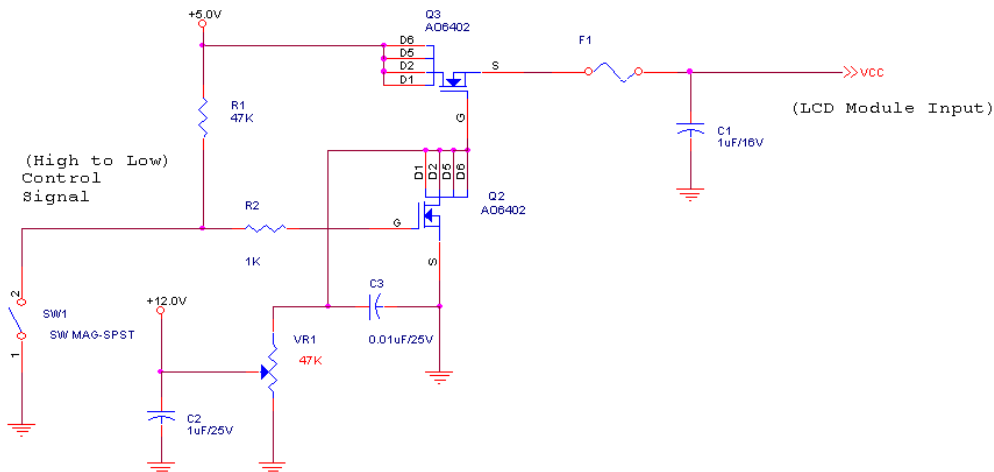 +5.0V
Q3
AO6402
D6
D5
D2
D1
S
G
F1
VCC
(LCD Module Input)
R1
47K
C1
1uF/16V
(High to Low)
Control
Signal
D1
D2
D5
D6
Q2
AO6402
R2
1K
G
S
2
SW1
SW MAG-SPST
1
+12.0V
C3
0.01uF/25V
VR1
47K
C2
1uF/25V